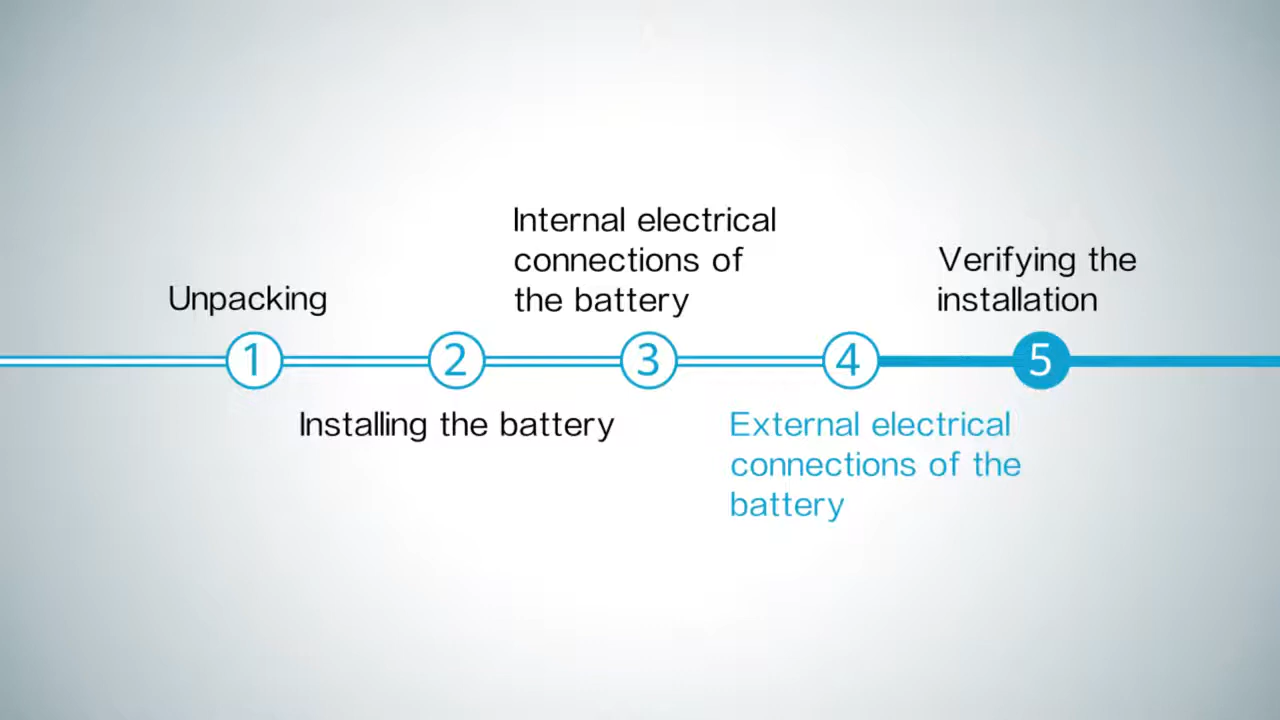 Unpacking
1
Installing the battery
2
Internal electrical
connections of
the battery
3
External electrical
connections of the
battery
4
Verifying the
installation
5